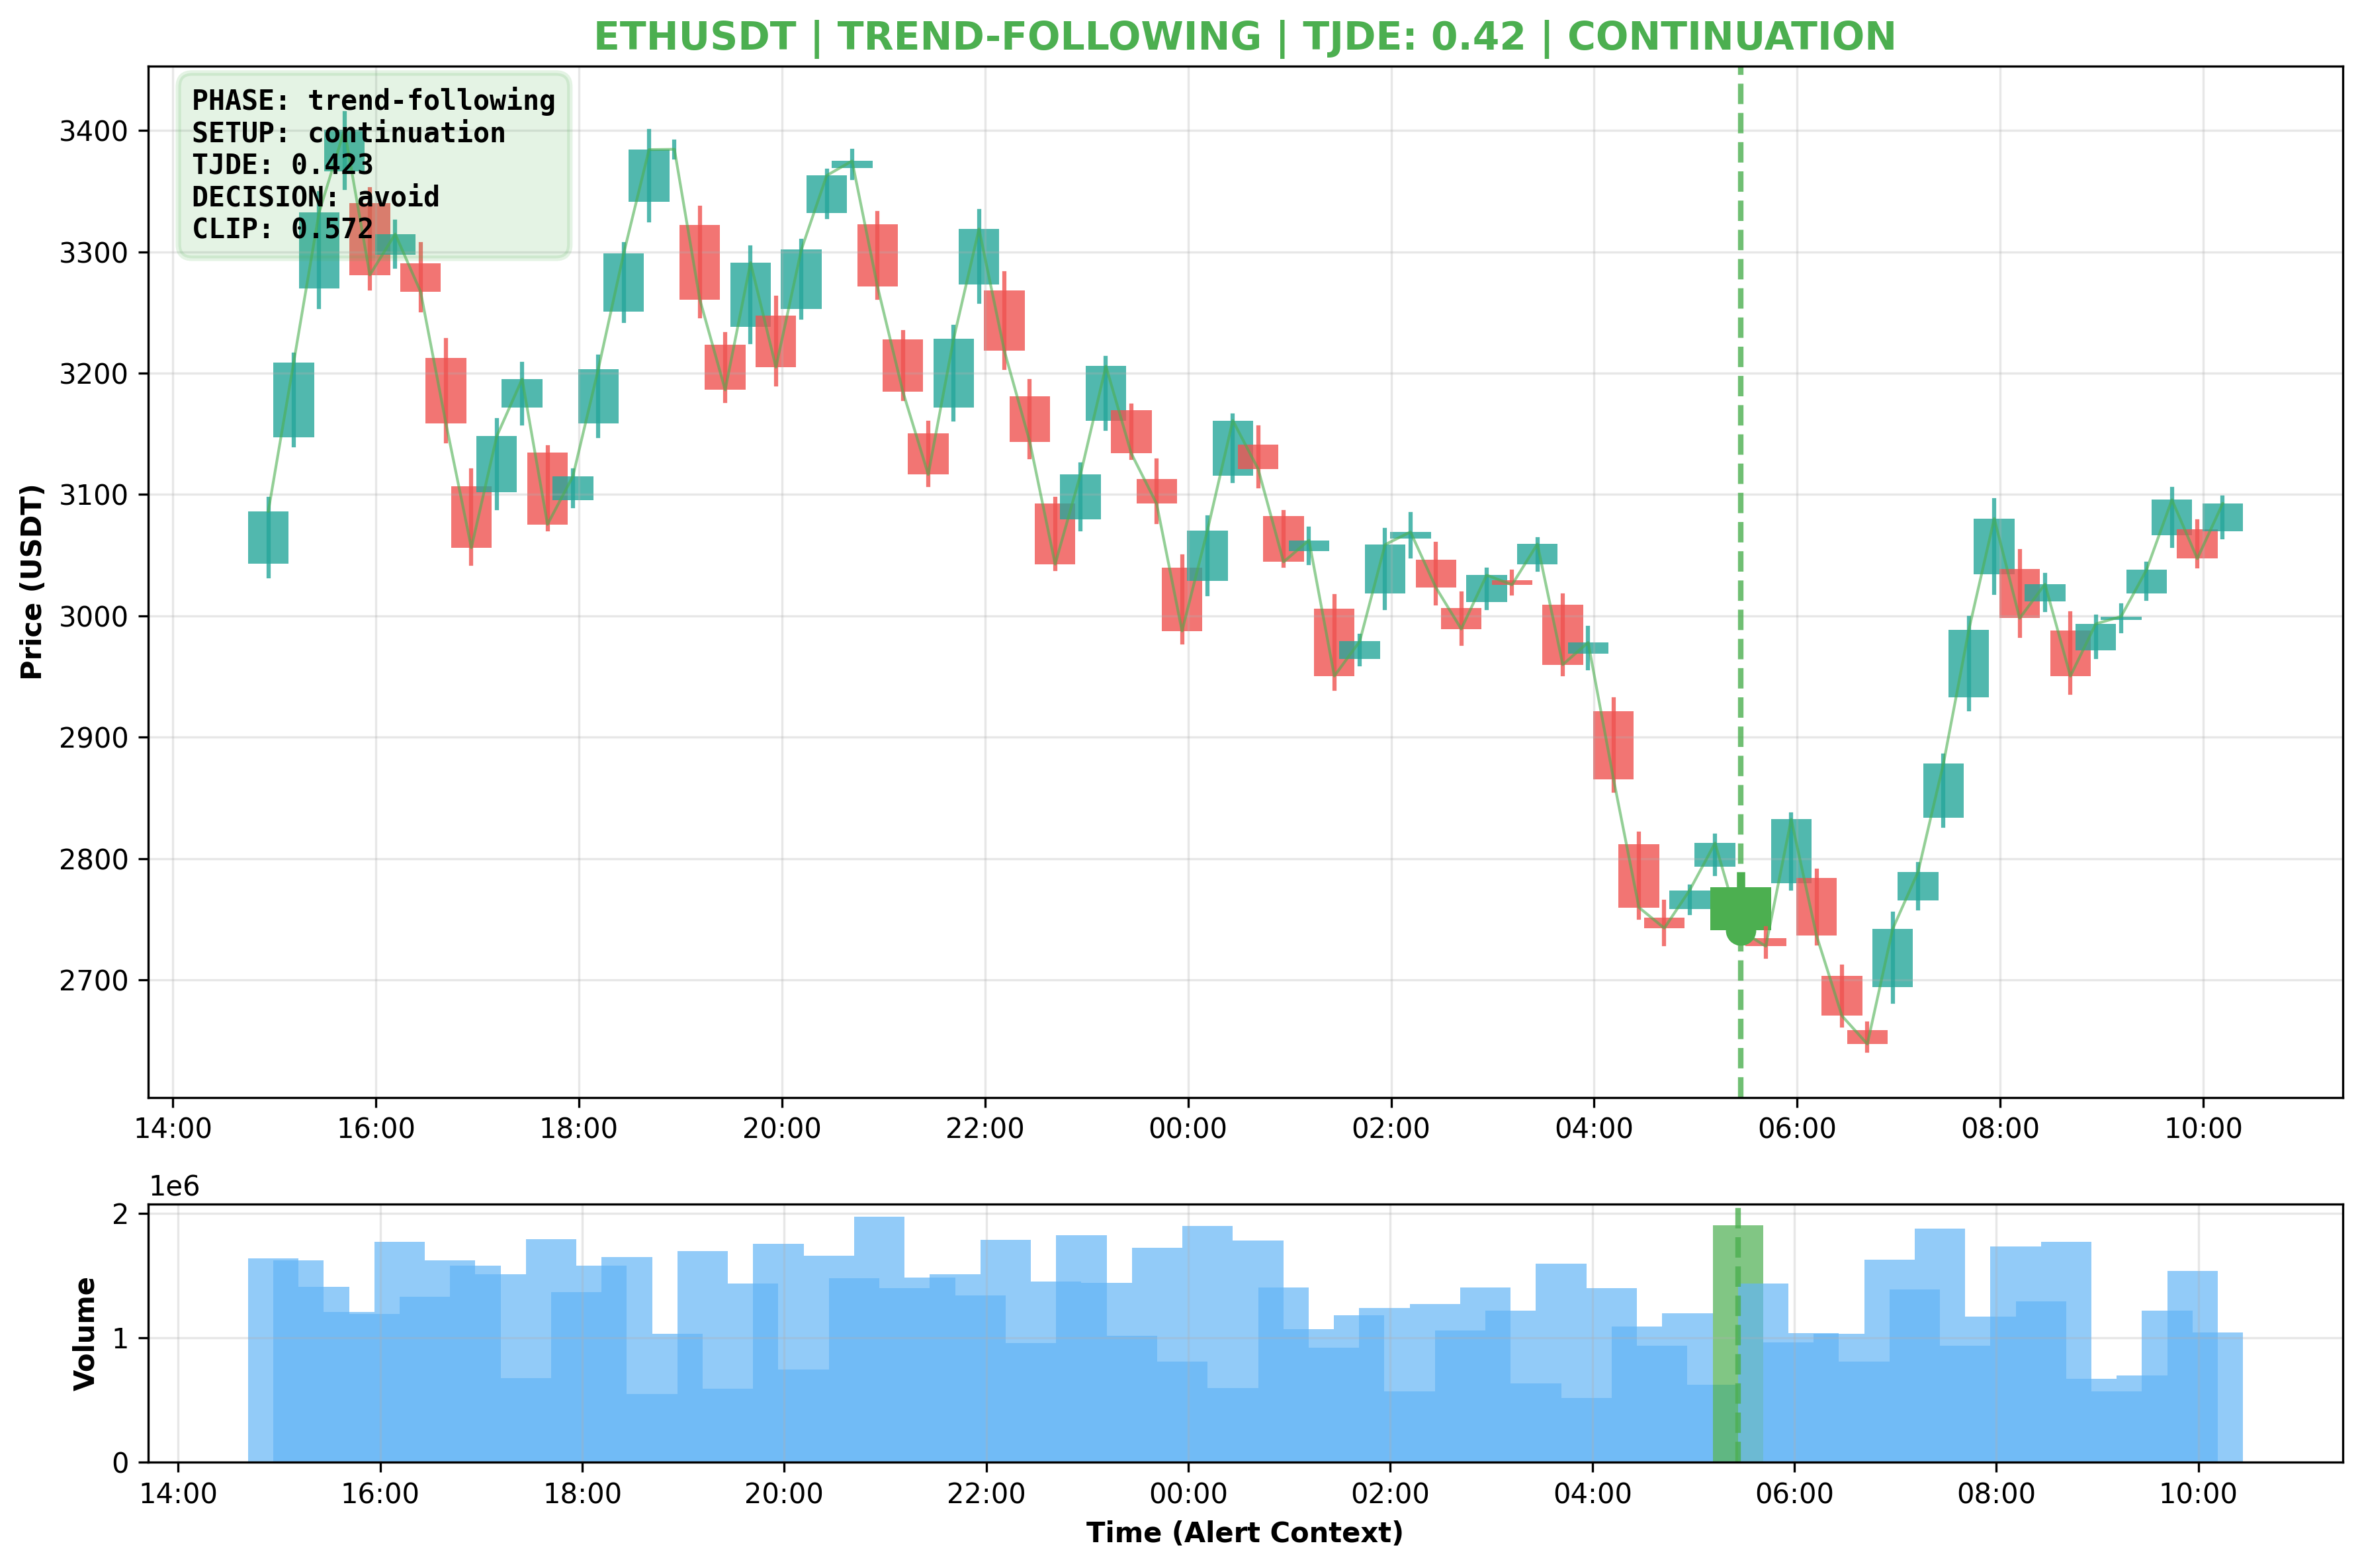 ETHUSDT | TREND-FOLLOWING | TJDE: 0.42 | CONTINUATION
PHASE: trend-following
SETUP: continuation
TJDE: 0.423
DECISION: avoid
CLIP: 0.572
Price (USDT)
3400
3300
3200
3100
3000
2900
2800
2700
14:00 16:00 18:00 20:00 22:00 00:00 02:00 04:00 06:00 08:00 10:00
1e6
Volume
2
1
0
14:00 16:00 18:00 20:00 22:00 00:00 02:00 04:00 06:00 08:00 10:00
Time (Alert Context)